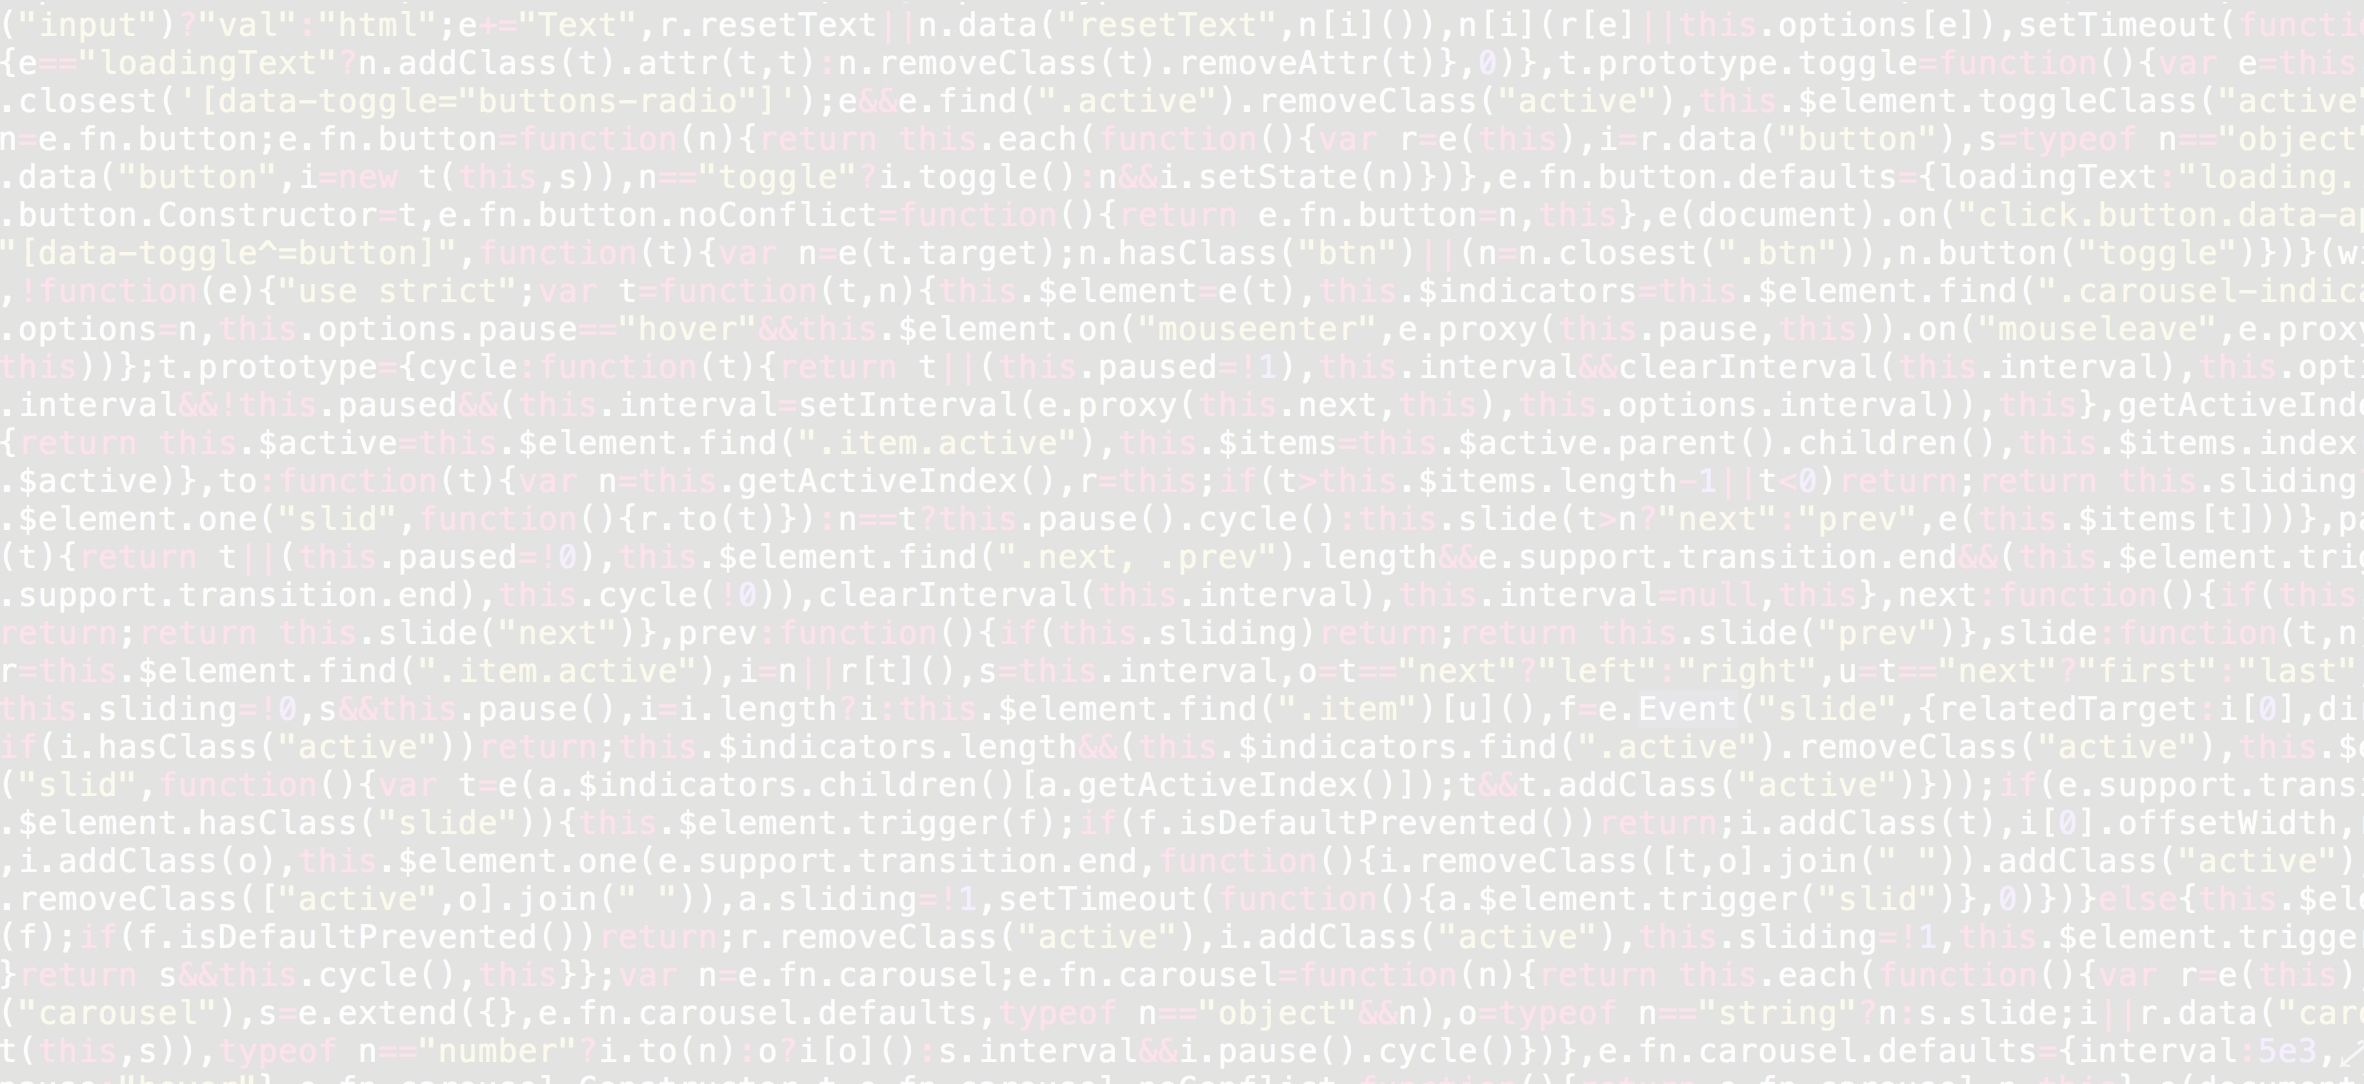 ("input")?"val":"html";e+="Text",r.resetText||n.data("resetText",n[i]()),n[i](r[e]||this.options[e]),setTimeout(functi
{e=="loadingText"?n.addClass(t).attr(t,t):n.removeClass(t).removeAttr(t)},0)},t.prototype.toggle=function(){var e=this
.closest('[data-toggle="buttons-radio"]');e&&e.find(".active").removeClass("active"),this.$element.toggleClass("active"
n=e.fn.button;e.fn.button=function(n){return this.each(function(){var r=e(this),i=r.data("button"),s=typeof n=="object"
.data("button",i=new t(this,s)),n=="toggle"?i.toggle():n&&i.setState(n)})},e.fn.button.defaults={loadingText:"loading.
.button.Constructor=t,e.fn.button.noConflict=function(){return e.fn.button=n,this},e(document).on("click.button.data-ap
"[data-toggle^=button]",function(t){var n=e(t.target);n.hasClass("btn")||(n=n.closest(".btn")),n.button("toggle")})}(wi
,!function(e){"use strict";var t=function(t,n){this.$element=e(t),this.$indicators=this.$element.find(".carousel-indica
.options=n,this.options.pause=="hover"&&this.$element.on("mouseenter",e.proxy(this.pause,this)).on("mouseleave",e.proxy
this))};t.prototype={cycle:function(t){return t||(this.paused=!1),this.interval&&clearInterval(this.interval),this.opti
.interval&&!this.paused&&(this.interval=setInterval(e.proxy(this.next,this),this.options.interval)),this},getActiveInde
{return this.$active=this.$element.find(".item.active"),this.$items=this.$active.parent().children(),this.$items.index
.$active)},to:function(t){var n=this.getActiveIndex(),r=this;if(t>this.$items.length-1||t<0)return;return this.sliding
.$element.one("slid",function(){r.to(t)}):n==t?this.pause().cycle():this.slide(t>n?"next":"prev",e(this.$items[t]))},pa
(t){return t||(this.paused=!0),this.$element.find(".next, .prev").length&&e.support.transition.end&&(this.$element.trig
.support.transition.end),this.cycle(!0)),clearInterval(this.interval),this.interval=null,this},next:function(){if(this
return;return this.slide("next")},prev:function(){if(this.sliding)return;return this.slide("prev")},slide:function(t,n
r=this.$element.find(".item.active"),i=n||r[t](),s=this.interval,o=t=="next"?"left":"right",u=t=="next"?"first":"last"
this.sliding=!0,s&&this.pause(),i=i.length?i:this.$element.find(".item")[u](),f=e.Event("slide",{relatedTarget:i[0],di
if(i.hasClass("active"))return;this.$indicators.length&&(this.$indicators.find(".active").removeClass("active"),this.$e
("slid",function(){var t=e(a.$indicators.children()[a.getActiveIndex()]);t&&t.addClass("active")}));if(e.support.transi
.$element.hasClass("slide")){this.$element.trigger(f);if(f.isDefaultPrevented())return;i.addClass(t),i[0].offsetWidth,
,i.addClass(o),this.$element.one(e.support.transition.end,function(){i.removeClass([t,o].join(" ")).addClass("active")
.removeClass(["active",o].join(" ")),a.sliding=!1,setTimeout(function(){a.$element.trigger("slid")},0)})}else{this.$ele
(f);if(f.isDefaultPrevented())return;r.removeClass("active"),i.addClass("active"),this.sliding=!1,this.$element.trigger
}return s&&this.cycle(),this}};var n=e.fn.carousel;e.fn.carousel=function(n){return this.each(function(){var r=e(this)
("carousel"),s=e.extend({},e.fn.carousel.defaults,typeof n=="object"&&n),o=typeof n=="string"?n:s.slide;i||r.data("caro
t(this,s)),typeof n=="number"?i.to(n):o?i[o]():s.interval&&i.pause().cycle()})},e.fn.carousel.defaults={interval:5e3,